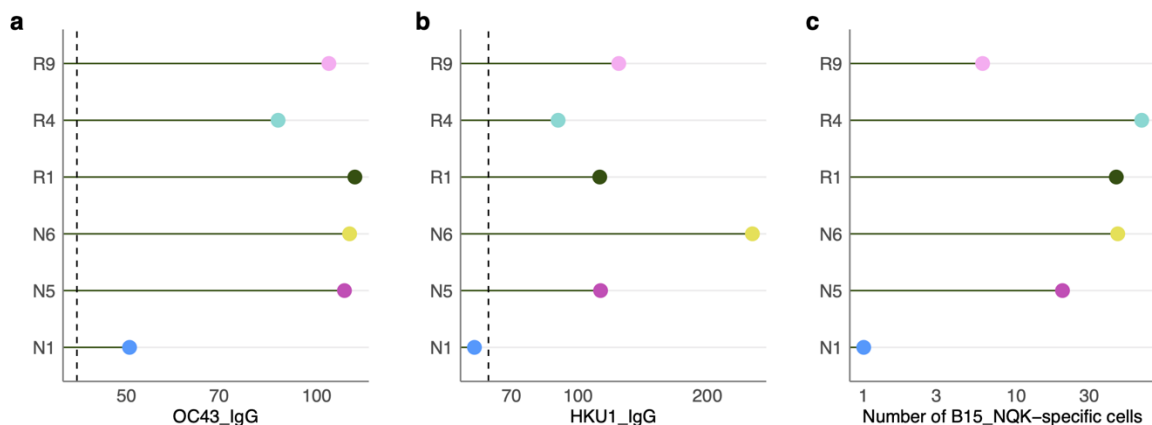 a
R9
R4
R1
N6
N5
N1
50 70 100
OC43_IgG
b
R9
R4
R1
N6
N5
N1
70 100 200
HKU1_IgG
c
R9
R4
R1
N6
N5
N1
1 3 10 30
Number of B15_NQK−specific cells